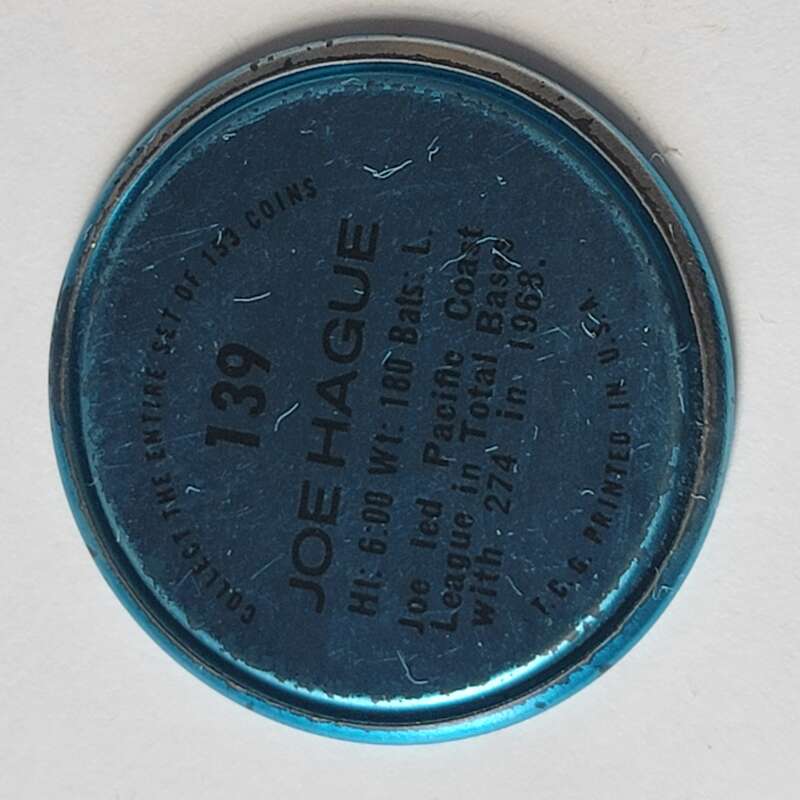 COLLECT THE ENTIRE SET OF 153 COINS
139
JOE HAGUE
Ht: 6:00 Wt: 180 Bats: L.
Joe led Pacific Coast
League in Total Bases
with 274 in 1968.
T.C.G. PRINTED IN U.S.A.